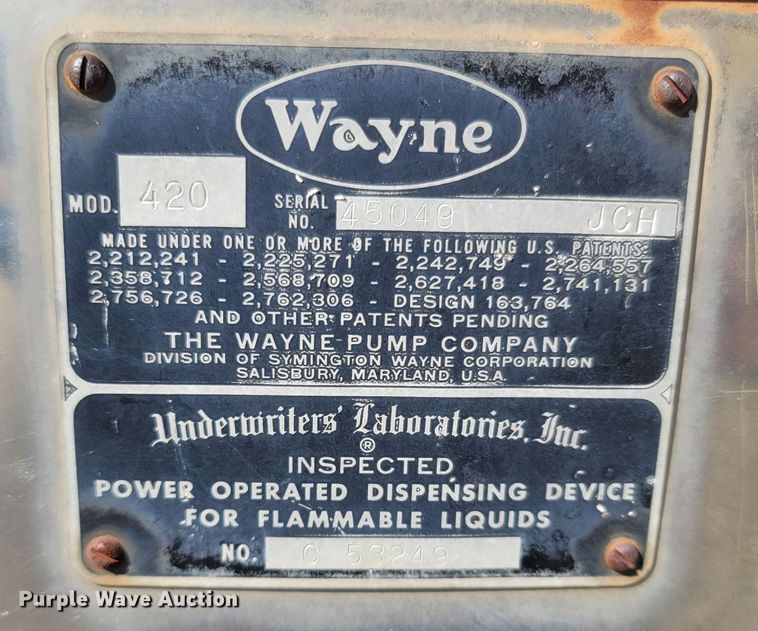 Wayne
MOD. 420 SERIAL NO. 45049 JCH
MADE UNDER ONE OR MORE OF THE FOLLOWING U.S. PATENTS:
2,212,241 - 2,225,271 - 2,242,749 - 2,264,557
2,358,712 - 2,568,709 - 2,627,418 - 2,741,131
2,756,726 - 2,762,306 - DESIGN 163,764
AND OTHER PATENTS PENDING
THE WAYNE PUMP COMPANY
DIVISION OF SYMINGTON WAYNE CORPORATION
SALISBURY, MARYLAND, U.S.A.
Underwriters' Laboratories, Inc.
®
INSPECTED
POWER OPERATED DISPENSING DEVICE
FOR FLAMMABLE LIQUIDS
NO. C 53249
Purple Wave Auction